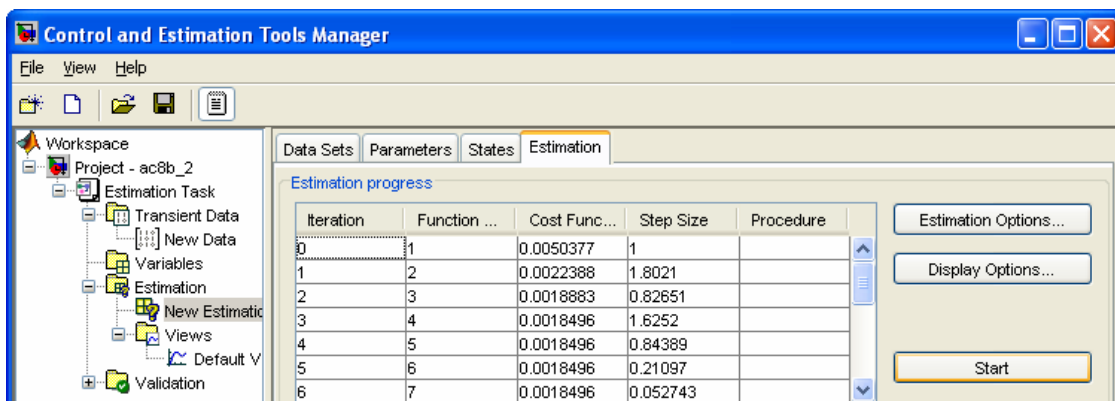 Control and Estimation Tools Manager
File View Help
Workspace
Project - ac8b_2
Estimation Task
Transient Data
New Data
Variables
Estimation
New Estimatic
Views
Default V
Validation
Data Sets Parameters States Estimation
Estimation progress
Iteration Function ... Cost Func... Step Size Procedure
0 1 0.0050377 1
1 2 0.0022388 1.8021
2 3 0.0018883 0.82651
3 4 0.0018496 1.6252
4 5 0.0018496 0.84389
5 6 0.0018496 0.21097
6 7 0.0018496 0.052743
Estimation Options...
Display Options...
Start